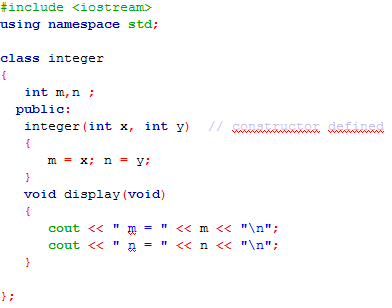 #include <iostream>
using namespace std;
class integer
{
int m,n ;
public:
integer(int x, int y) // constructor defined
{
m = x; n = y;
}
void display(void)
{
cout << " m = " << m << "\n";
cout << " n = " << n << "\n";
}
};